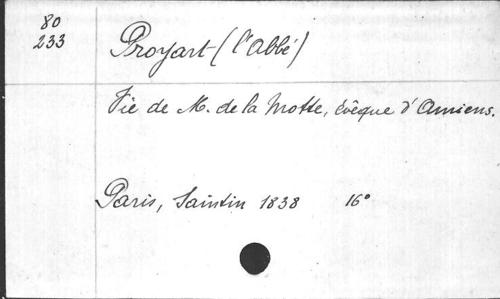 80
233
Proyart (l'abbé)
Vie de M. de la Motte, évêque d'Amiens.
Paris, Saintin 1838 16°